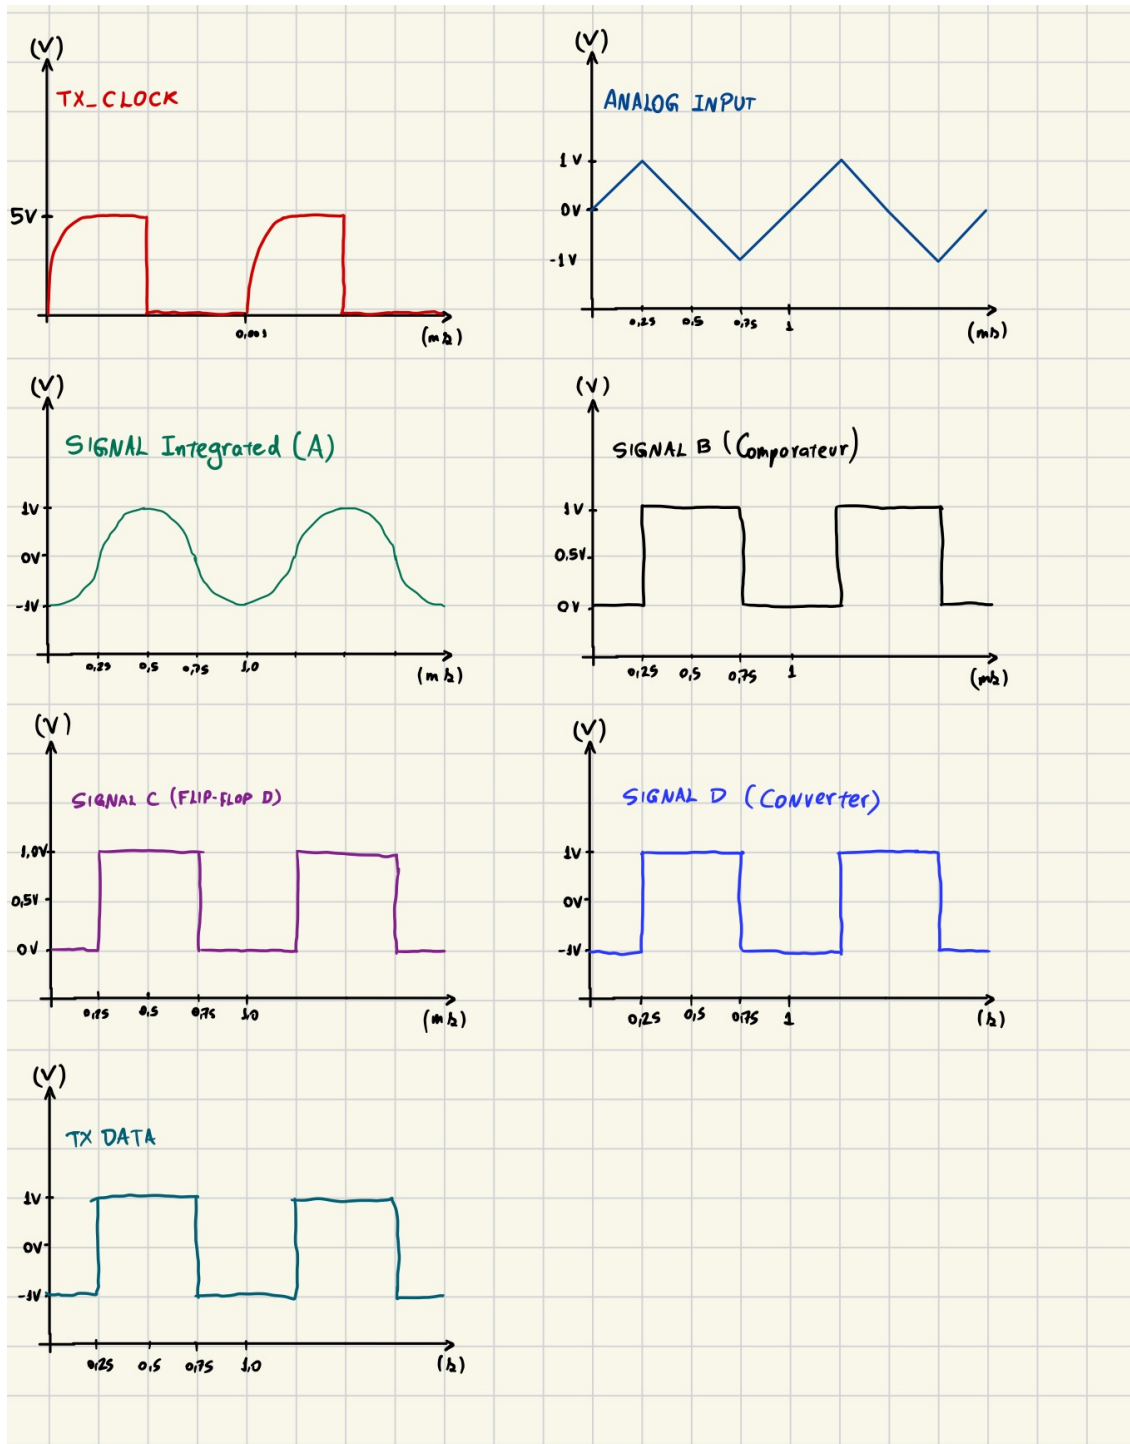 (V)
TX_CLOCK
5V
0,001
(ms)
(V)
ANALOG INPUT
1V
0V
-1V
0,25 0,5 0,75 1
(ms)
(V)
SIGNAL Integrated (A)
1V
0V
-1V
0,25 0,5 0,75 1,0
(ms)
(V)
SIGNAL B (Comparateur)
1V
0,5V
0V
0,25 0,5 0,75 1
(ms)
(V)
SIGNAL C (FLIP-FLOP D)
1,0V
0,5V
0V
0,25 0,5 0,75 1,0
(ms)
(V)
SIGNAL D (Converter)
1V
0V
-1V
0,25 0,5 0,75 1
(s)
(V)
TX DATA
1V
0V
-1V
0,25 0,5 0,75 1,0
(s)